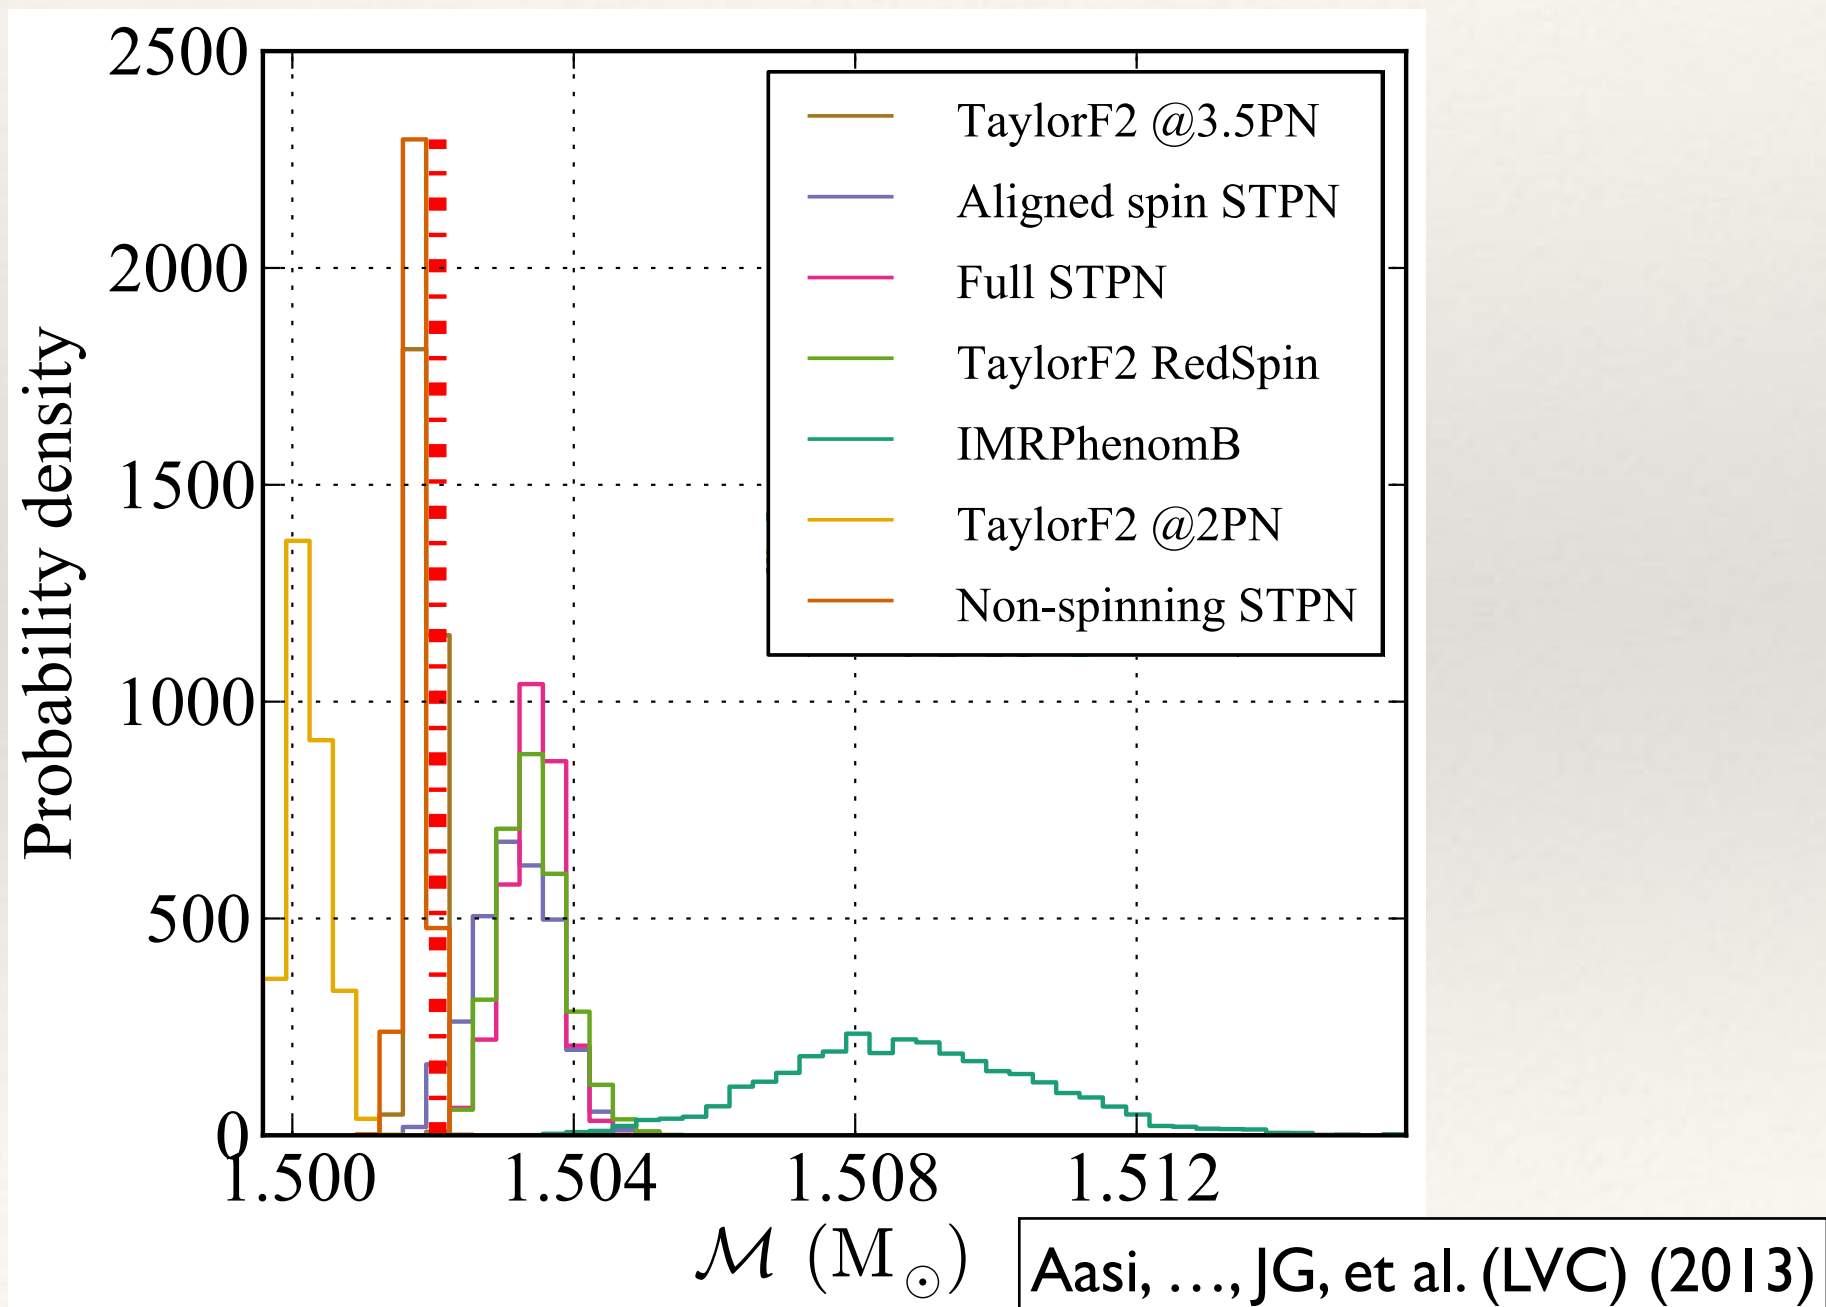 2500
2000
1500
1000
500
0
Probability density
TaylorF2 @3.5PN
Aligned spin STPN
Full STPN
TaylorF2 RedSpin
IMRPhenomB
TaylorF2 @2PN
Non-spinning STPN
1.500 1.504 1.508 1.512
ℳ (M☉)
Aasi, …, JG, et al. (LVC) (2013)